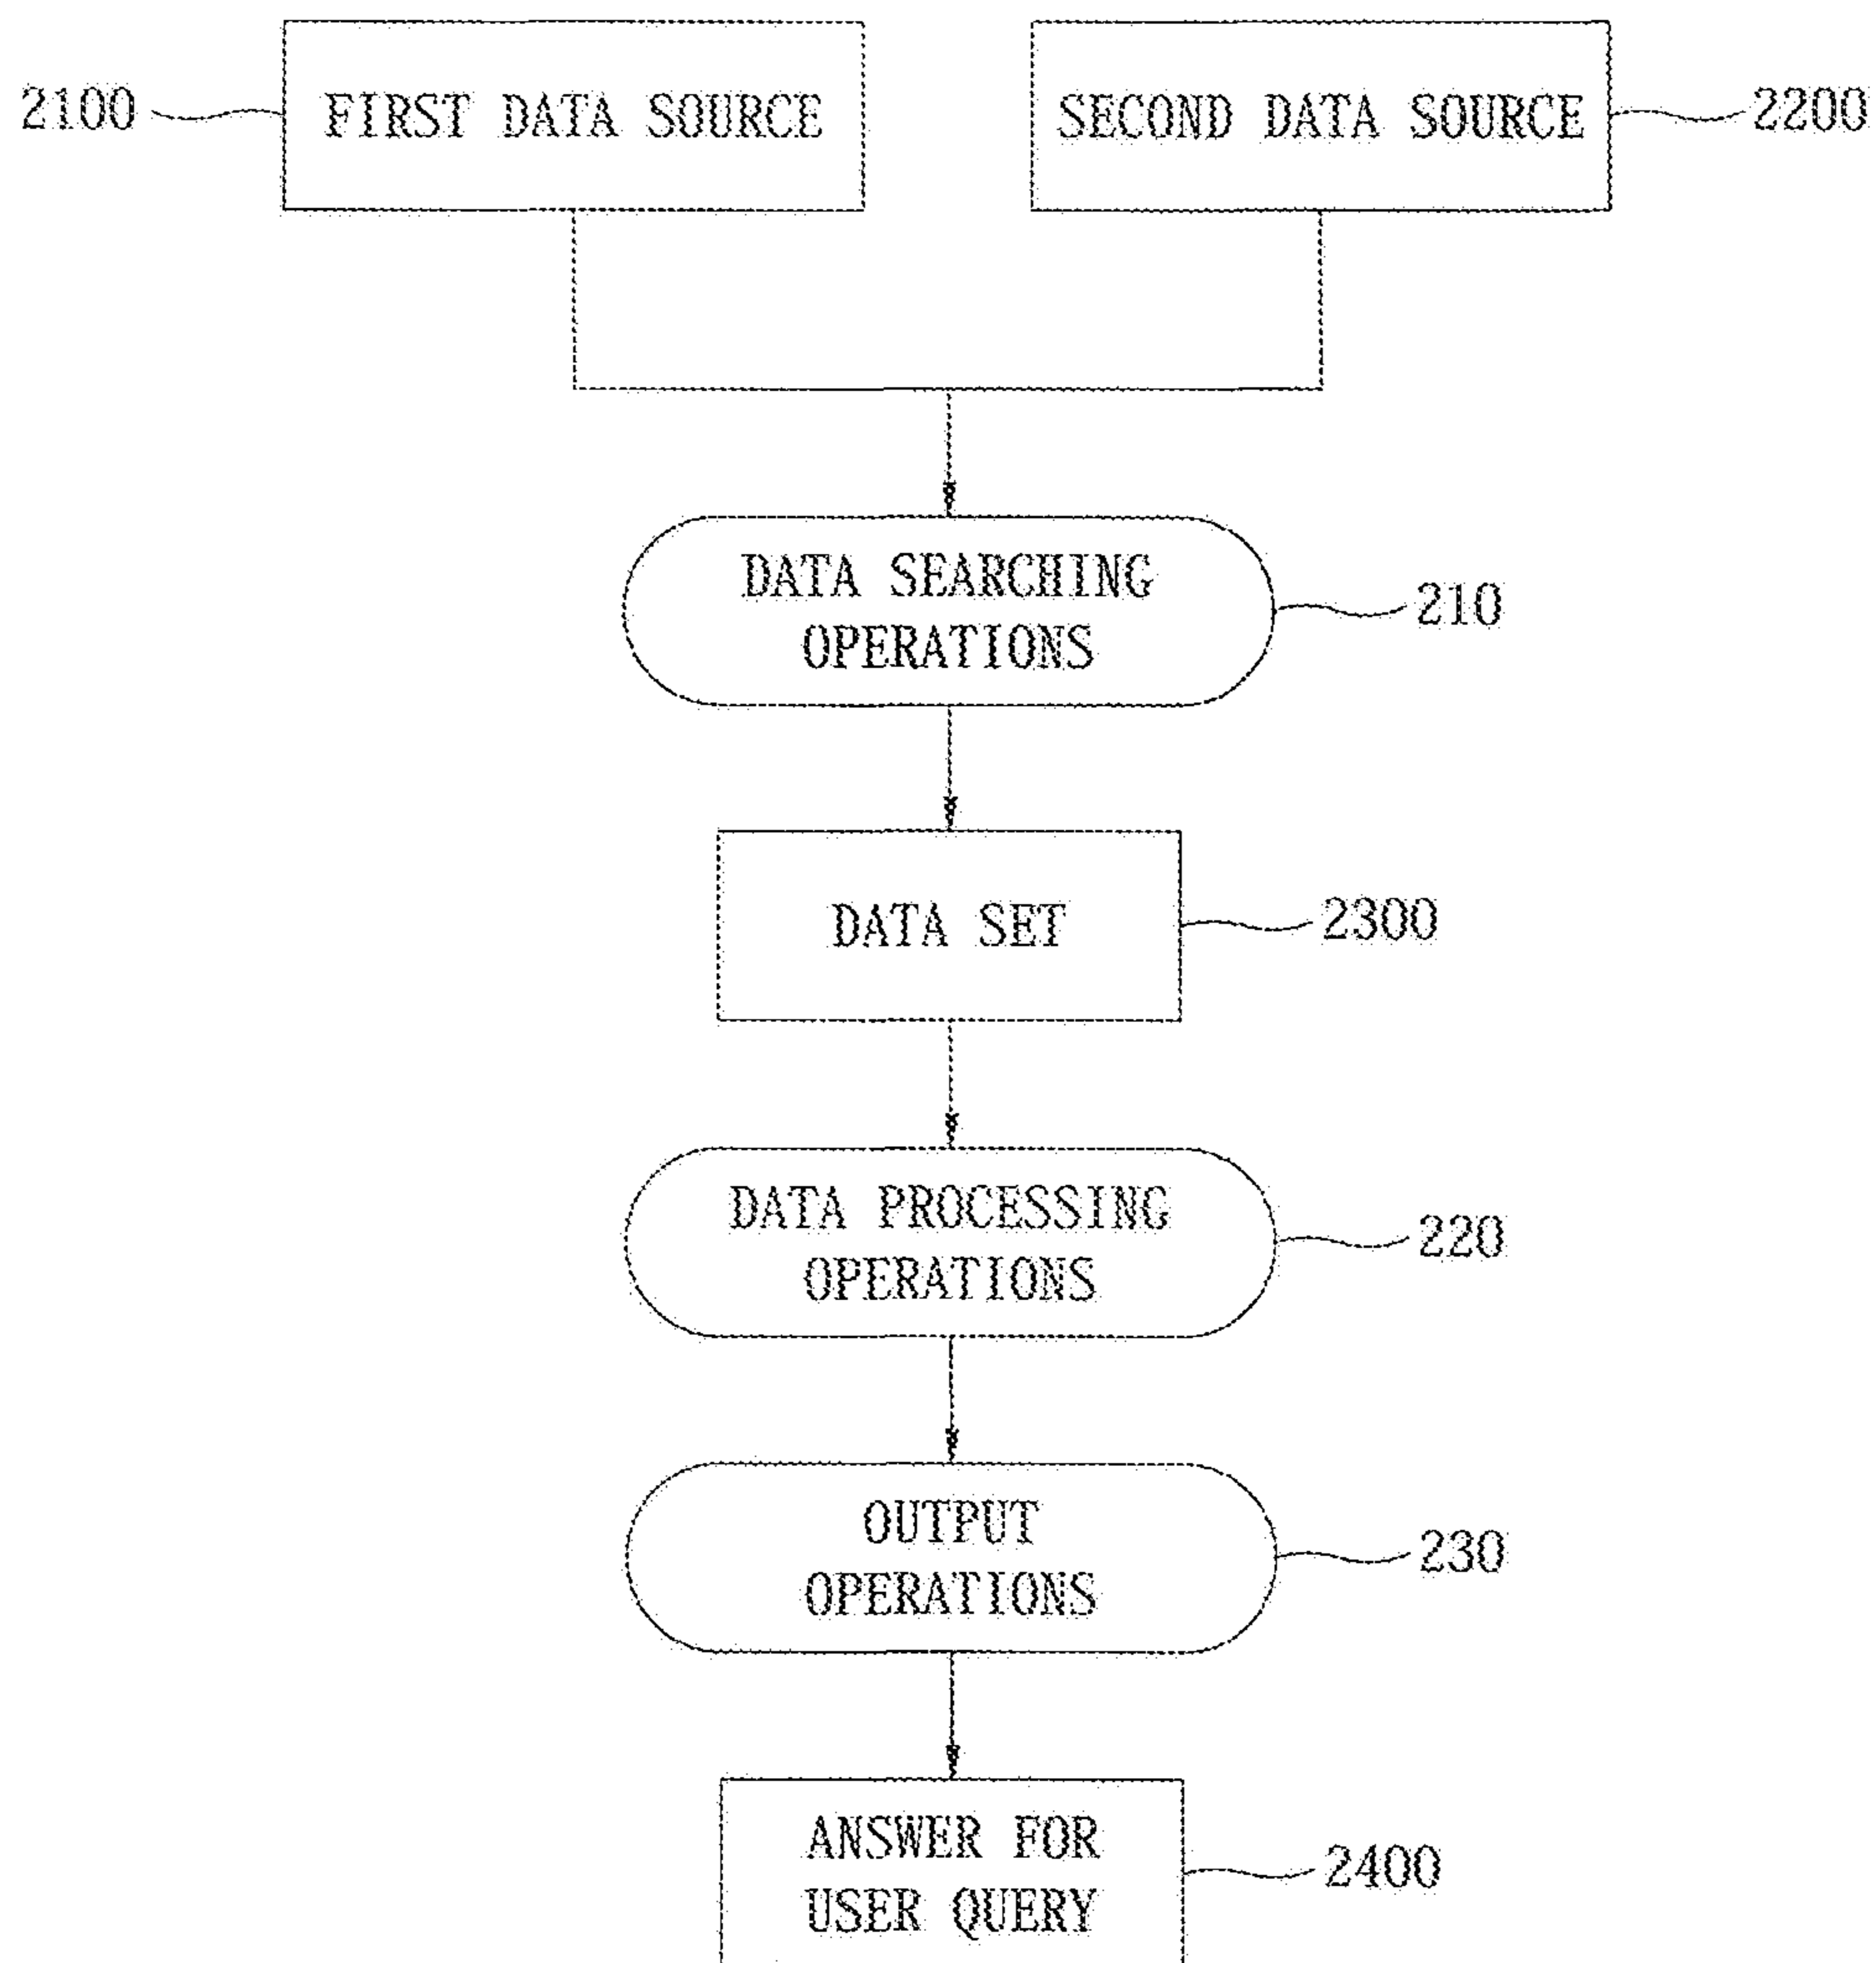 2100 FIRST DATA SOURCE SECOND DATA SOURCE 2200
DATA SEARCHING
OPERATIONS
210
DATA SET 2300
DATA PROCESSING
OPERATIONS
220
OUTPUT
OPERATIONS
230
ANSWER FOR
USER QUERY
2400